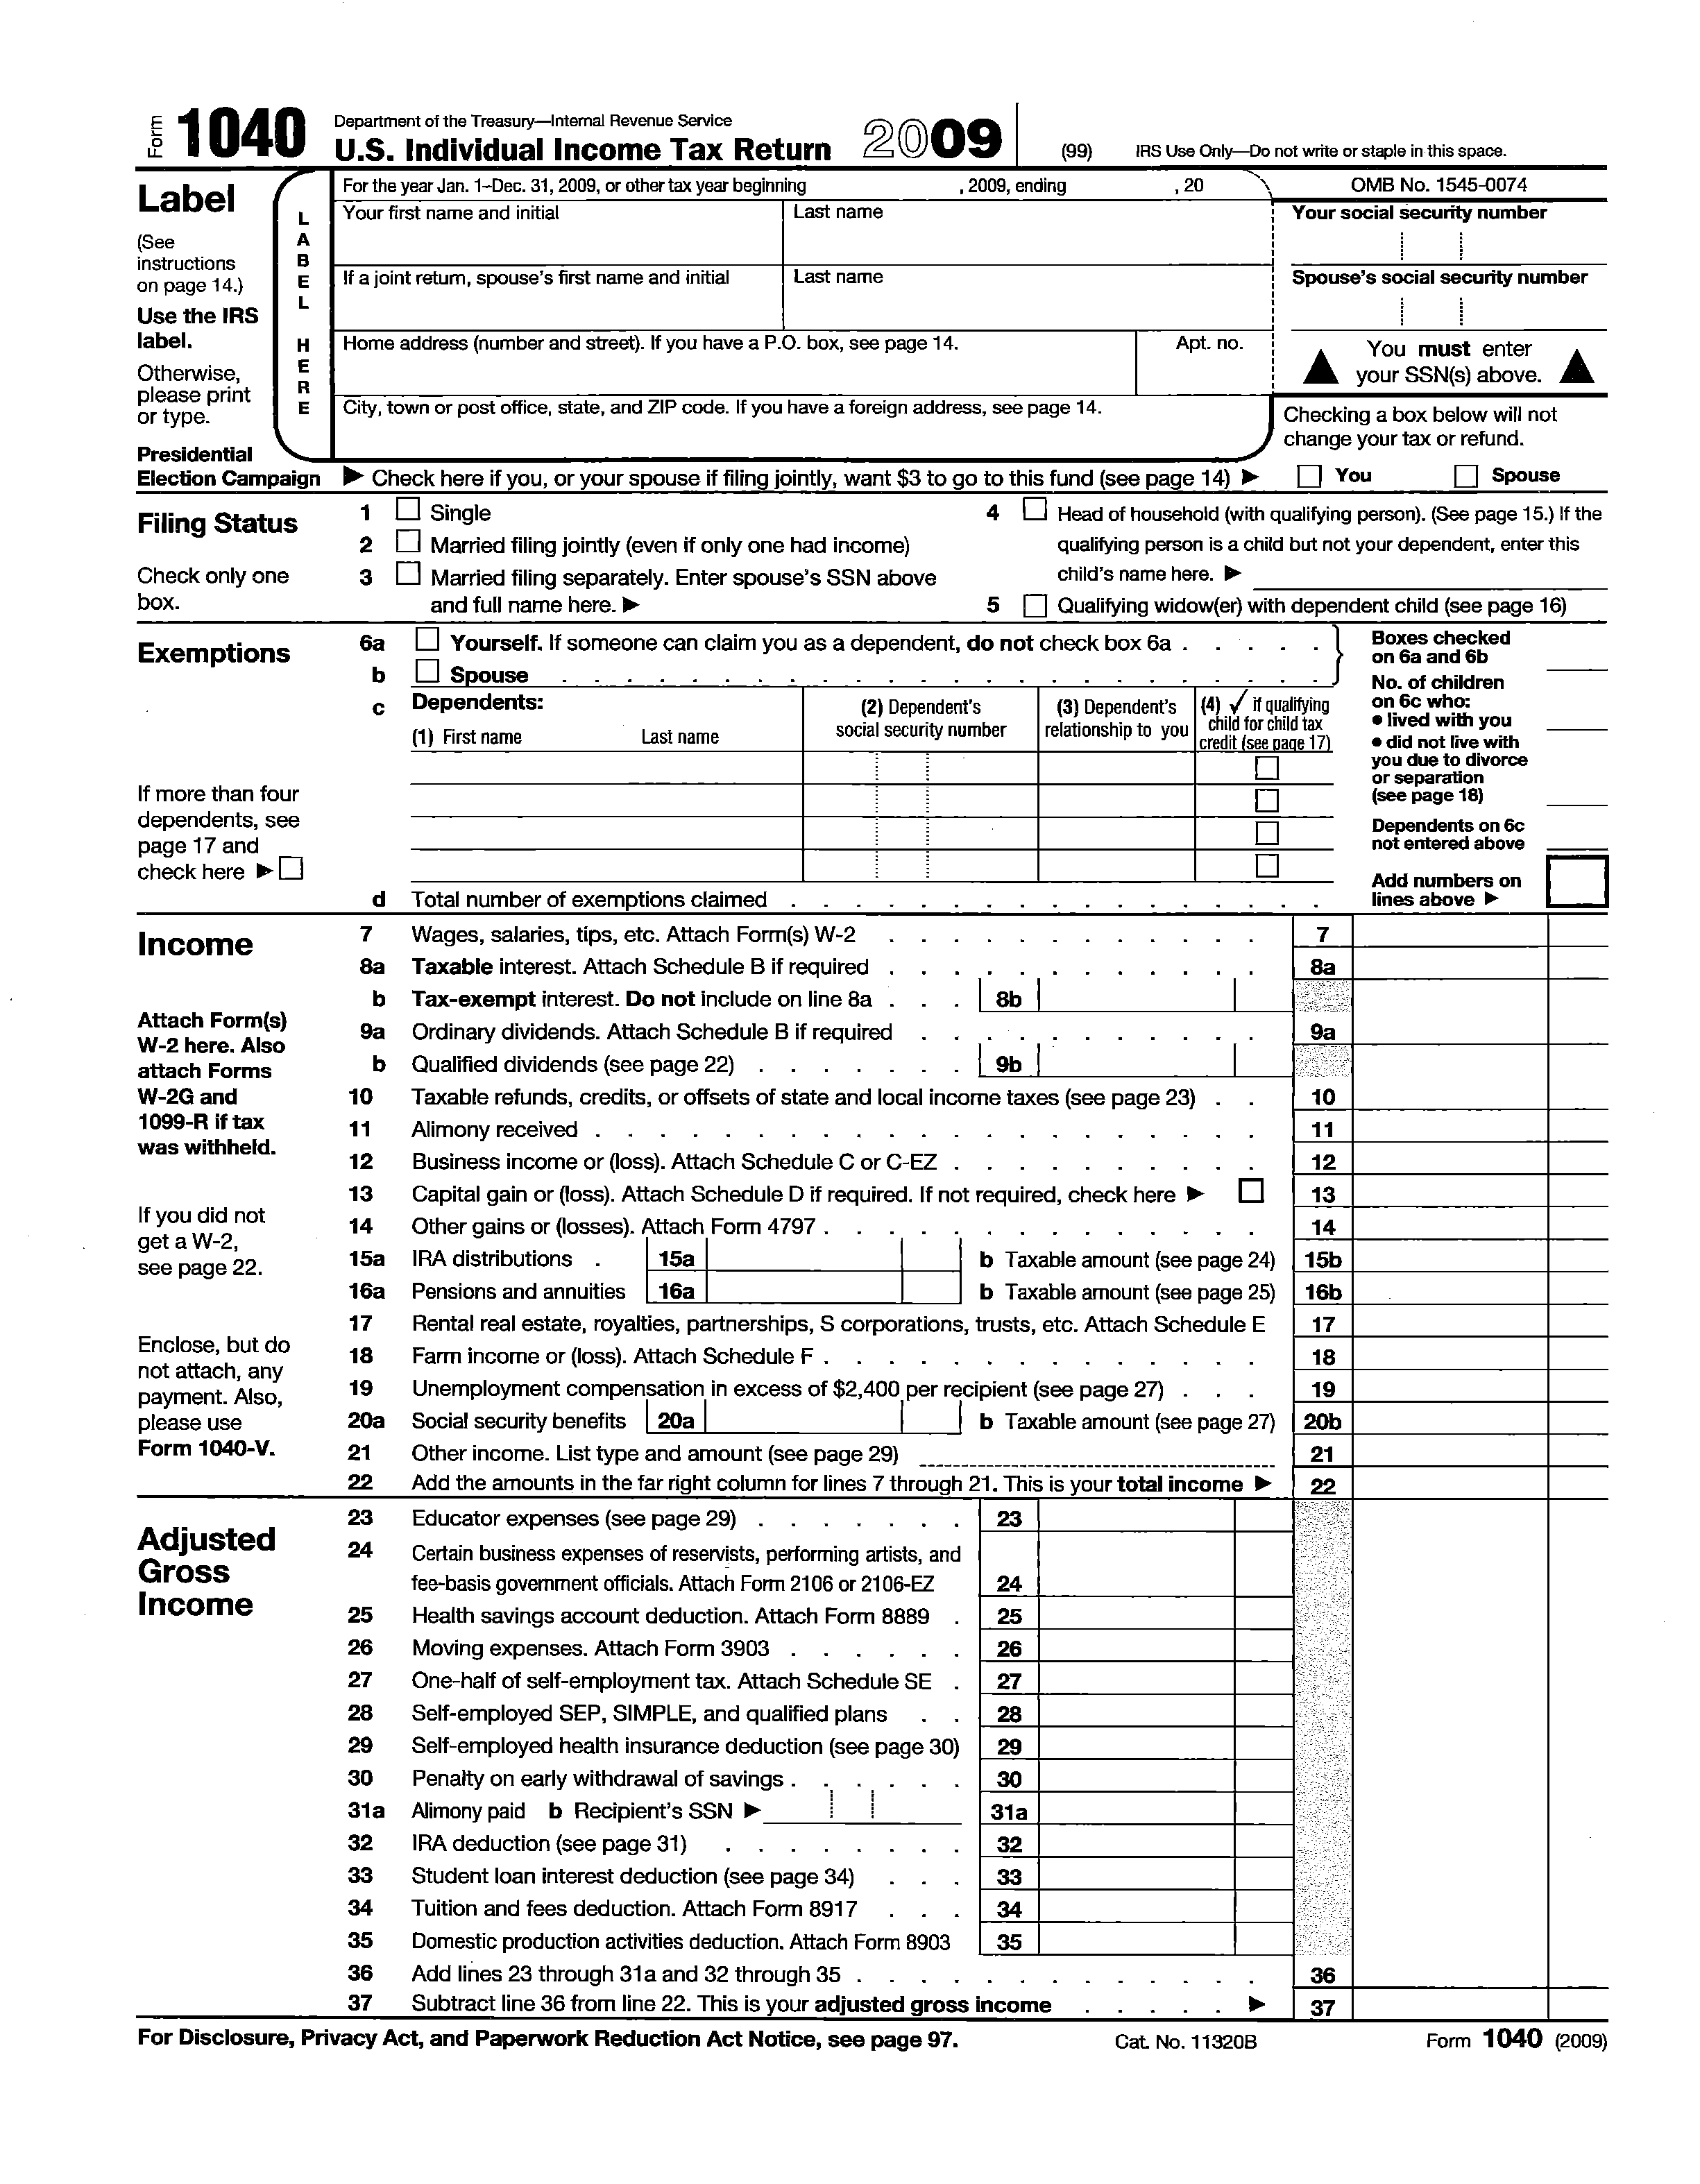 Form 1040 Department of the Treasury—Internal Revenue Service
U.S. Individual Income Tax Return 2009 (99) IRS Use Only—Do not write or staple in this space.
Label
(See
instructions
on page 14.)
Use the IRS
label.
Otherwise,
please print
or type.
L
A
B
E
L
H
E
R
E
For the year Jan. 1–Dec. 31, 2009, or other tax year beginning , 2009, ending , 20
OMB No. 1545-0074
Your first name and initial Last name
Your social security number
If a joint return, spouse's first name and initial Last name
Spouse's social security number
Home address (number and street). If you have a P.O. box, see page 14. Apt. no.
▲ You must enter ▲
your SSN(s) above.
City, town or post office, state, and ZIP code. If you have a foreign address, see page 14.
Checking a box below will not
change your tax or refund.
Presidential
Election Campaign ▶ Check here if you, or your spouse if filing jointly, want $3 to go to this fund (see page 14) ▶ You Spouse
Filing Status
Check only one
box.
1 Single
2 Married filing jointly (even if only one had income)
3 Married filing separately. Enter spouse's SSN above
and full name here. ▶
4 Head of household (with qualifying person). (See page 15.) If the
qualifying person is a child but not your dependent, enter this
child's name here. ▶
5 Qualifying widow(er) with dependent child (see page 16)
Exemptions
6a Yourself. If someone can claim you as a dependent, do not check box 6a . . . . .
b Spouse . . . . . . . . . . . . . . . . . . . . . . . .
c Dependents:
(1) First name Last name
(2) Dependent's
social security number
(3) Dependent's
relationship to you
(4) ✓ if qualifying
child for child tax
credit (see page 17)
If more than four
dependents, see
page 17 and
check here ▶
d Total number of exemptions claimed . . . . . . . . . . . . . . . . .
Boxes checked
on 6a and 6b
No. of children
on 6c who:
• lived with you
• did not live with
you due to divorce
or separation
(see page 18)
Dependents on 6c
not entered above
Add numbers on
lines above ▶
Income
Attach Form(s)
W-2 here. Also
attach Forms
W-2G and
1099-R if tax
was withheld.
If you did not
get a W-2,
see page 22.
Enclose, but do
not attach, any
payment. Also,
please use
Form 1040-V.
7 Wages, salaries, tips, etc. Attach Form(s) W-2 . . . . . . . . . . . . 7
8a Taxable interest. Attach Schedule B if required . . . . . . . . . . . . 8a
b Tax-exempt interest. Do not include on line 8a . . . 8b
9a Ordinary dividends. Attach Schedule B if required . . . . . . . . . . . 9a
b Qualified dividends (see page 22) . . . . . . . 9b
10 Taxable refunds, credits, or offsets of state and local income taxes (see page 23) . . 10
11 Alimony received . . . . . . . . . . . . . . . . . . . . . 11
12 Business income or (loss). Attach Schedule C or C-EZ . . . . . . . . . . 12
13 Capital gain or (loss). Attach Schedule D if required. If not required, check here ▶ 13
14 Other gains or (losses). Attach Form 4797 . . . . . . . . . . . . . . 14
15a IRA distributions . 15a b Taxable amount (see page 24) 15b
16a Pensions and annuities 16a b Taxable amount (see page 25) 16b
17 Rental real estate, royalties, partnerships, S corporations, trusts, etc. Attach Schedule E 17
18 Farm income or (loss). Attach Schedule F . . . . . . . . . . . . . . 18
19 Unemployment compensation in excess of $2,400 per recipient (see page 27) . . . 19
20a Social security benefits 20a b Taxable amount (see page 27) 20b
21 Other income. List type and amount (see page 29) 21
22 Add the amounts in the far right column for lines 7 through 21. This is your total income ▶ 22
Adjusted
Gross
Income
23 Educator expenses (see page 29) . . . . . . . 23
24 Certain business expenses of reservists, performing artists, and
fee-basis government officials. Attach Form 2106 or 2106-EZ 24
25 Health savings account deduction. Attach Form 8889 . 25
26 Moving expenses. Attach Form 3903 . . . . . . 26
27 One-half of self-employment tax. Attach Schedule SE . 27
28 Self-employed SEP, SIMPLE, and qualified plans . . 28
29 Self-employed health insurance deduction (see page 30) 29
30 Penalty on early withdrawal of savings . . . . . . 30
31a Alimony paid b Recipient's SSN ▶ 31a
32 IRA deduction (see page 31) . . . . . . . . 32
33 Student loan interest deduction (see page 34) . . . 33
34 Tuition and fees deduction. Attach Form 8917 . . . 34
35 Domestic production activities deduction. Attach Form 8903 35
36 Add lines 23 through 31a and 32 through 35 . . . . . . . . . . . . . 36
37 Subtract line 36 from line 22. This is your adjusted gross income . . . . . ▶ 37
For Disclosure, Privacy Act, and Paperwork Reduction Act Notice, see page 97. Cat. No. 11320B Form 1040 (2009)